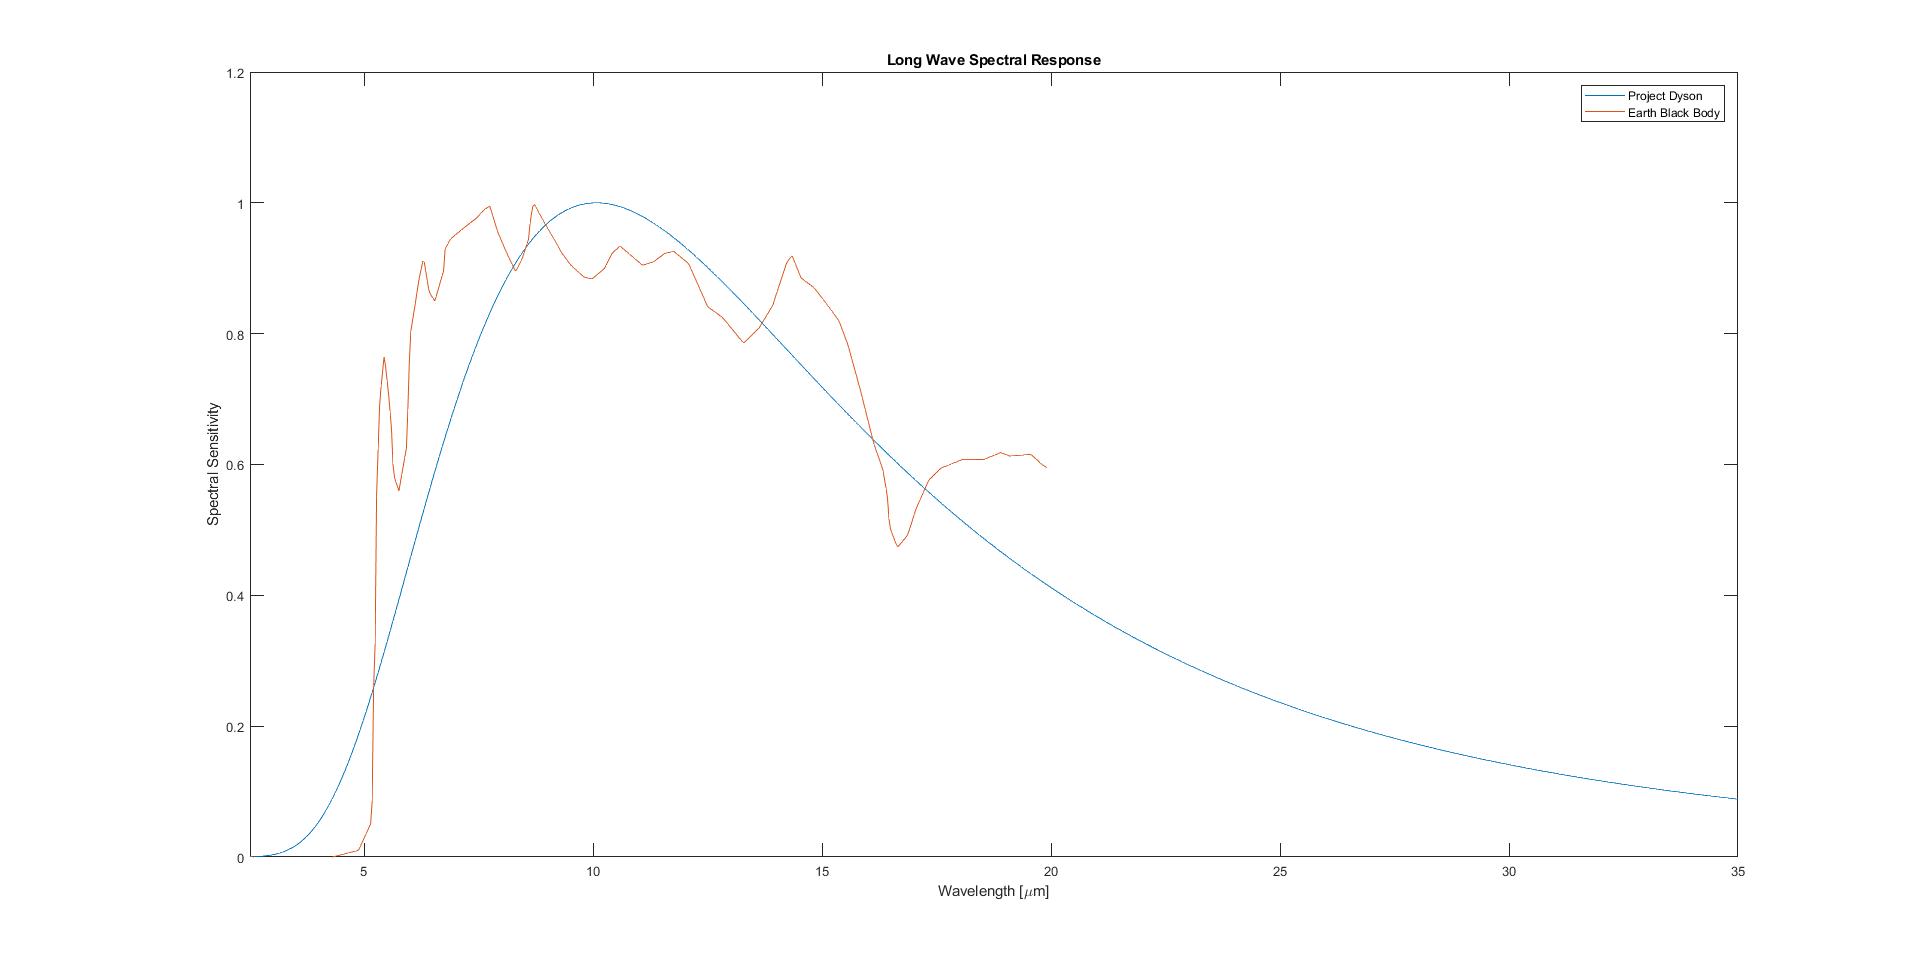 Long Wave Spectral Response
Project Dyson
Earth Black Body
Spectral Sensitivity
1.2
1
0.8
0.6
0.4
0.2
0
5 10 15 20 25 30 35
Wavelength [μm]